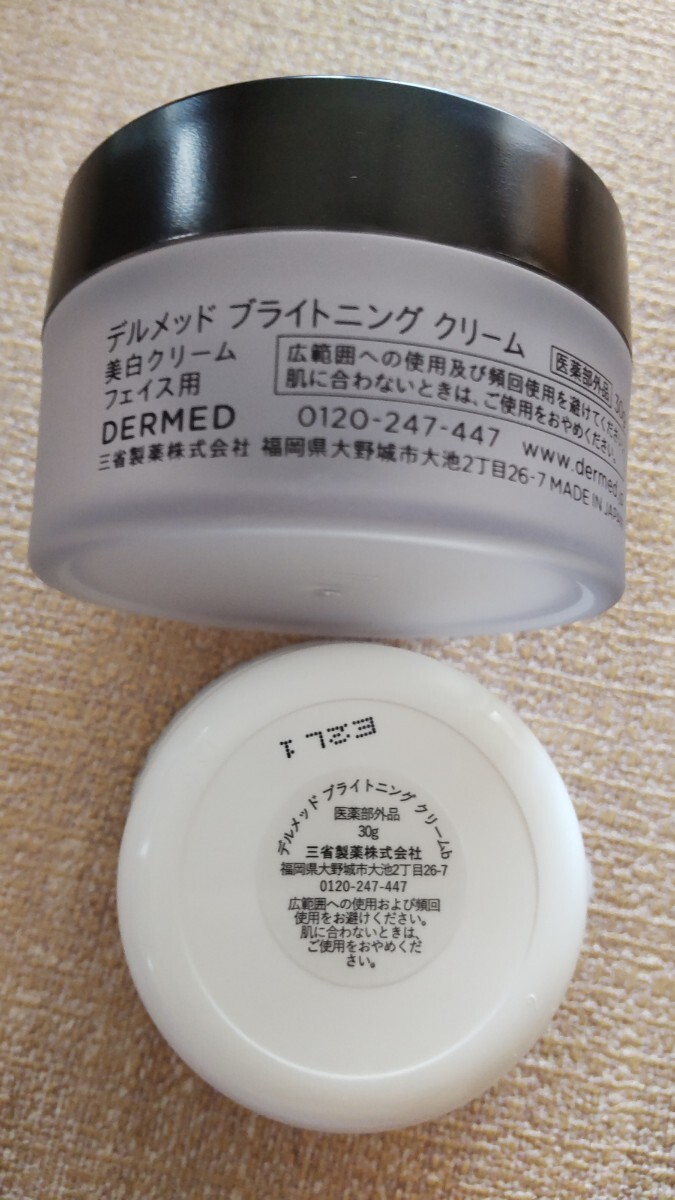 デルメッド ブライトニング クリーム
美白クリーム
フェイス用
医薬部外品
広範囲への使用及び頻回使用を避けてください。
肌に合わないときは、ご使用をおやめください。
DERMED
0120-247-447
三省製薬株式会社 福岡県大野城市大池2丁目26-7 MADE IN
デルメッド ブライトニング クリームb
医薬部外品
30g
三省製薬株式会社
福岡県大野城市大池2丁目26-7
0120-247-447
広範囲への使用および頻回
使用をお避けください。
肌に合わないときは、
ご使用をおやめくだ
さい。